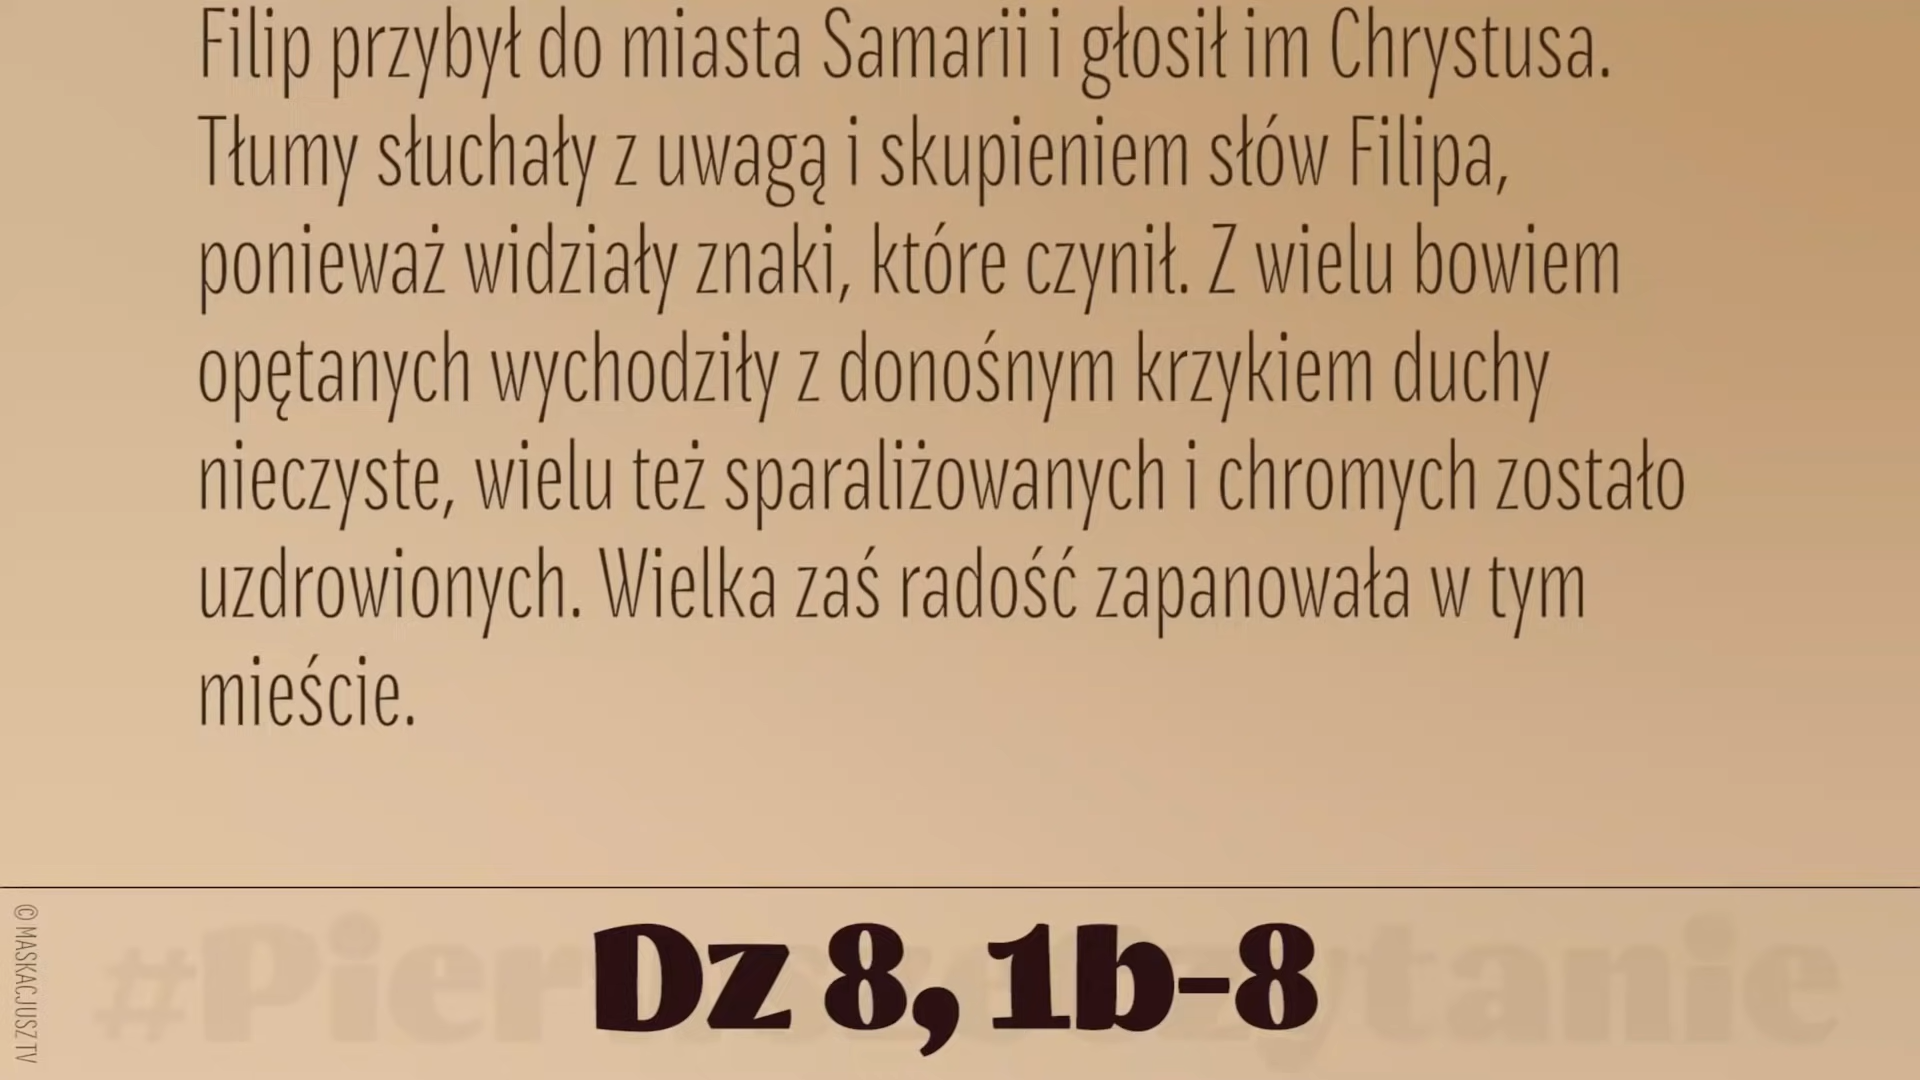 Filip przybył do miasta Samarii i głosił im Chrystusa.
Tłumy słuchały z uwagą i skupieniem słów Filipa,
ponieważ widziały znaki, które czynił. Z wielu bowiem
opętanych wychodziły z donośnym krzykiem duchy
nieczyste, wielu też sparaliżowanych i chromych zostało
uzdrowionych. Wielka zaś radość zapanowała w tym
mieście.
#PierwszeCzytanie
Dz 8, 1b-8
© MASKACJUSZ TV